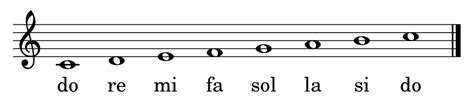 do re mi fa sol la si do